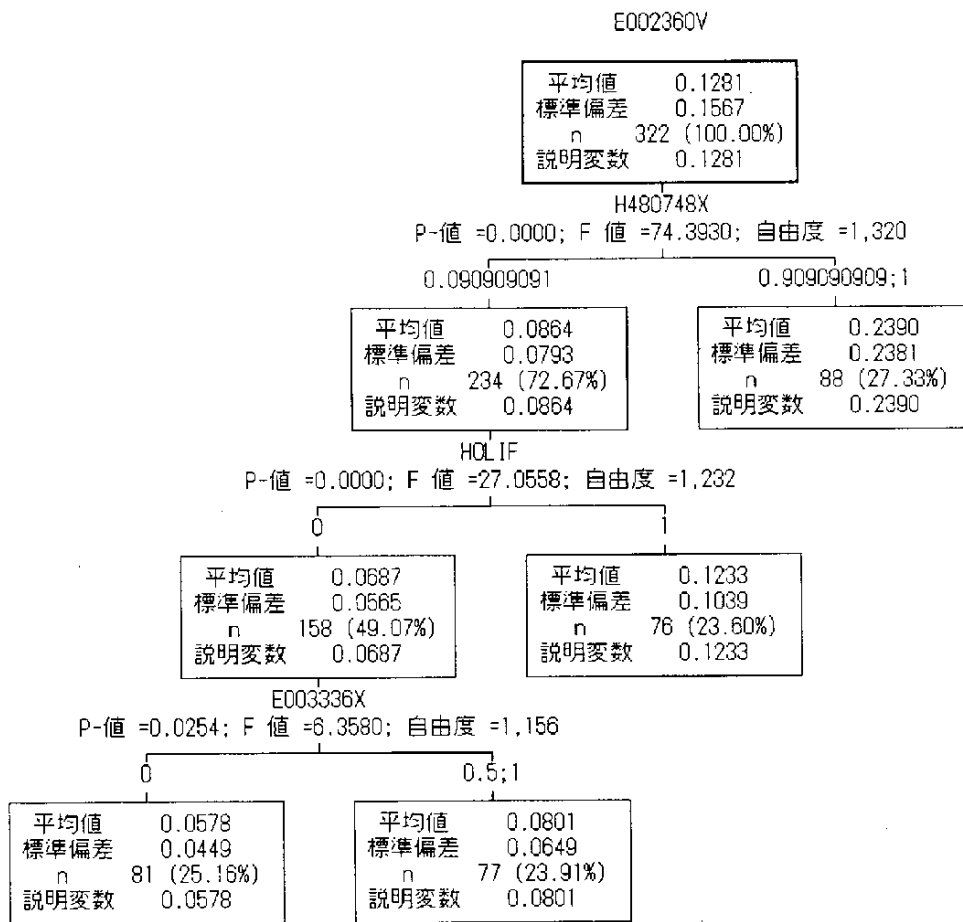 E002360V
平均値 0.1281
標準偏差 0.1567
n 322 (100.00%)
説明変数 0.1281
H480748X
P-値 =0.0000; F 値 =74.3930; 自由度 =1,320
0.090909091
0.909090909;1
平均値 0.0864
標準偏差 0.0793
n 234 (72.67%)
説明変数 0.0864
平均値 0.2390
標準偏差 0.2381
n 88 (27.33%)
説明変数 0.2390
HOLIF
P-値 =0.0000; F 値 =27.0558; 自由度 =1,232
0
1
平均値 0.0687
標準偏差 0.0565
n 158 (49.07%)
説明変数 0.0687
平均値 0.1233
標準偏差 0.1039
n 76 (23.60%)
説明変数 0.1233
E003336X
P-値 =0.0254; F 値 =6.3580; 自由度 =1,156
0
0.5;1
平均値 0.0578
標準偏差 0.0449
n 81 (25.16%)
説明変数 0.0578
平均値 0.0801
標準偏差 0.0649
n 77 (23.91%)
説明変数 0.0801